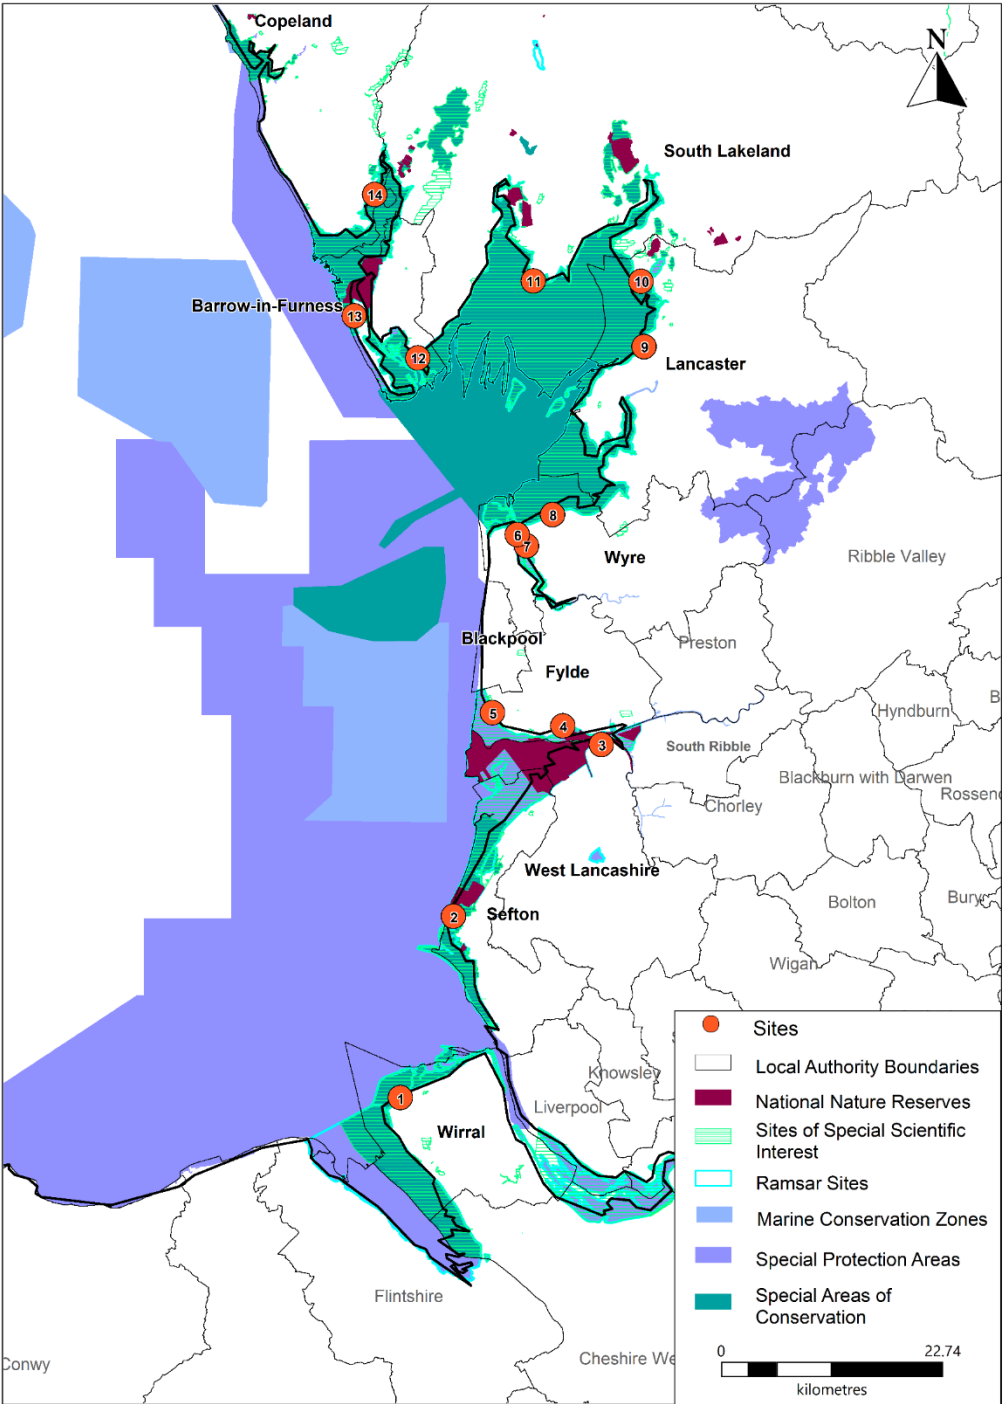 Copeland
N
South Lakeland
14
11
10
Barrow-in-Furness
13
9
12
Lancaster
8
6
7
Wyre
Ribble Valley
Blackpool
Preston
Fylde
B
5
Hyndburn
4
3
South Ribble
Blackburn with Darwen
Rossend
Chorley
West Lancashire
Bolton
Bury
2
Sefton
Wigan
Sites
Local Authority Boundaries
Knowsley
National Nature Reserves
1
Liverpool
Wirral
Sites of Special Scientific
Interest
Ramsar Sites
Marine Conservation Zones
Special Protection Areas
Flintshire
Special Areas of
Conservation
0
22.74
Conwy
Cheshire We
kilometres